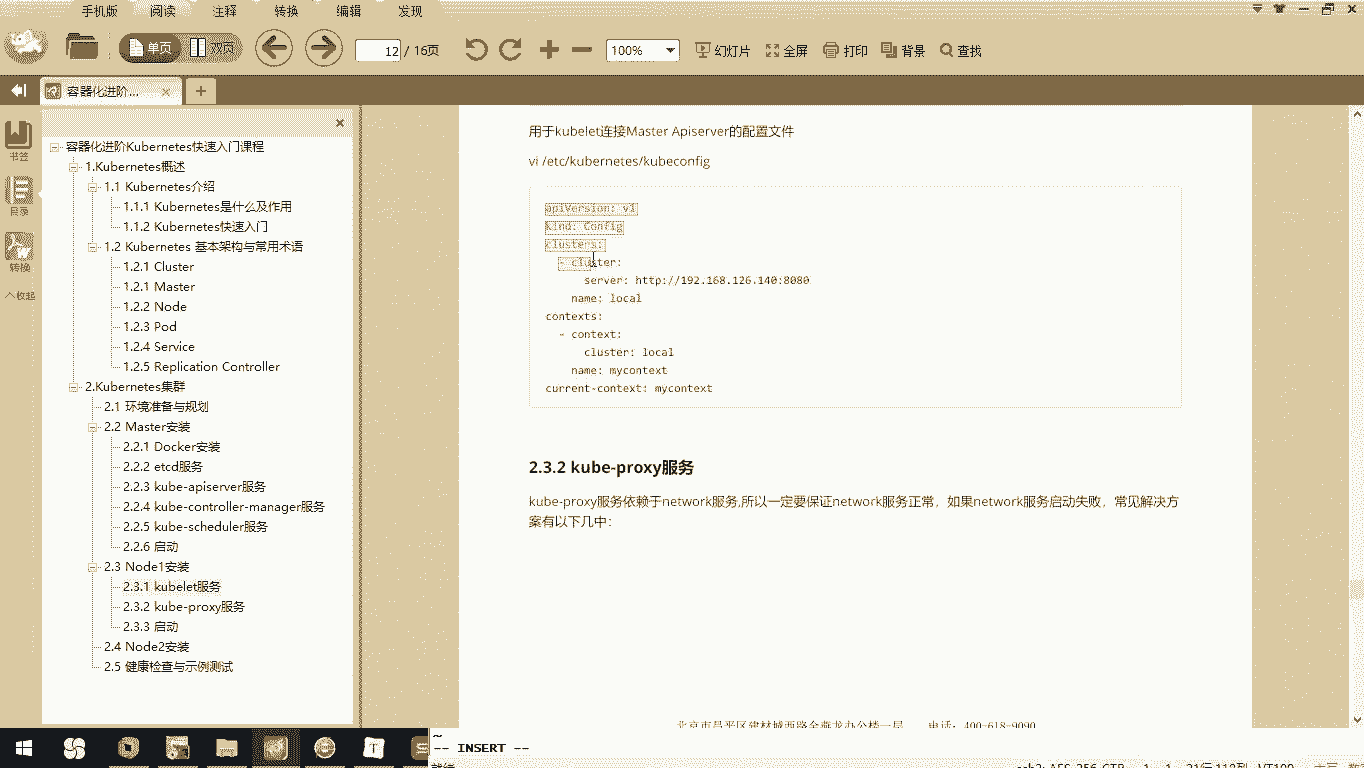 手机版 阅读 注释 转换 编辑 发现
单页 双页 12 / 16页 100% 幻灯片 全屏 打印 背景 查找
容器化进阶... × +
书签
目录
转换
收起
容器化进阶Kubernetes快速入门课程
1.Kubernetes概述
1.1 Kubernetes介绍
1.1.1 Kubernetes是什么及作用
1.1.2 Kubernetes快速入门
1.2 Kubernetes 基本架构与常用术语
1.2.1 Cluster
1.2.1 Master
1.2.2 Node
1.2.3 Pod
1.2.4 Service
1.2.5 Replication Controller
2.Kubernetes集群
2.1 环境准备与规划
2.2 Master安装
2.2.1 Docker安装
2.2.2 etcd服务
2.2.3 kube-apiserver服务
2.2.4 kube-controller-manager服务
2.2.5 kube-scheduler服务
2.2.6 启动
2.3 Node1安装
2.3.1 kubelet服务
2.3.2 kube-proxy服务
2.3.3 启动
2.4 Node2安装
2.5 健康检查与示例测试
用于kubelet连接Master Apiserver的配置文件
vi /etc/kubernetes/kubeconfig
apiVersion: v1
kind: Config
clusters:
- cluster:
server: http://192.168.126.140:8080
name: local
contexts:
- context:
cluster: local
name: mycontext
current-context: mycontext
2.3.2 kube-proxy服务
kube-proxy服务依赖于network服务,所以一定要保证network服务正常，如果network服务启动失败，常见解决方
案有以下几中：
北京市昌平区建材城西路金燕龙办公楼一层 电话：400-618-9090
~
-- INSERT --